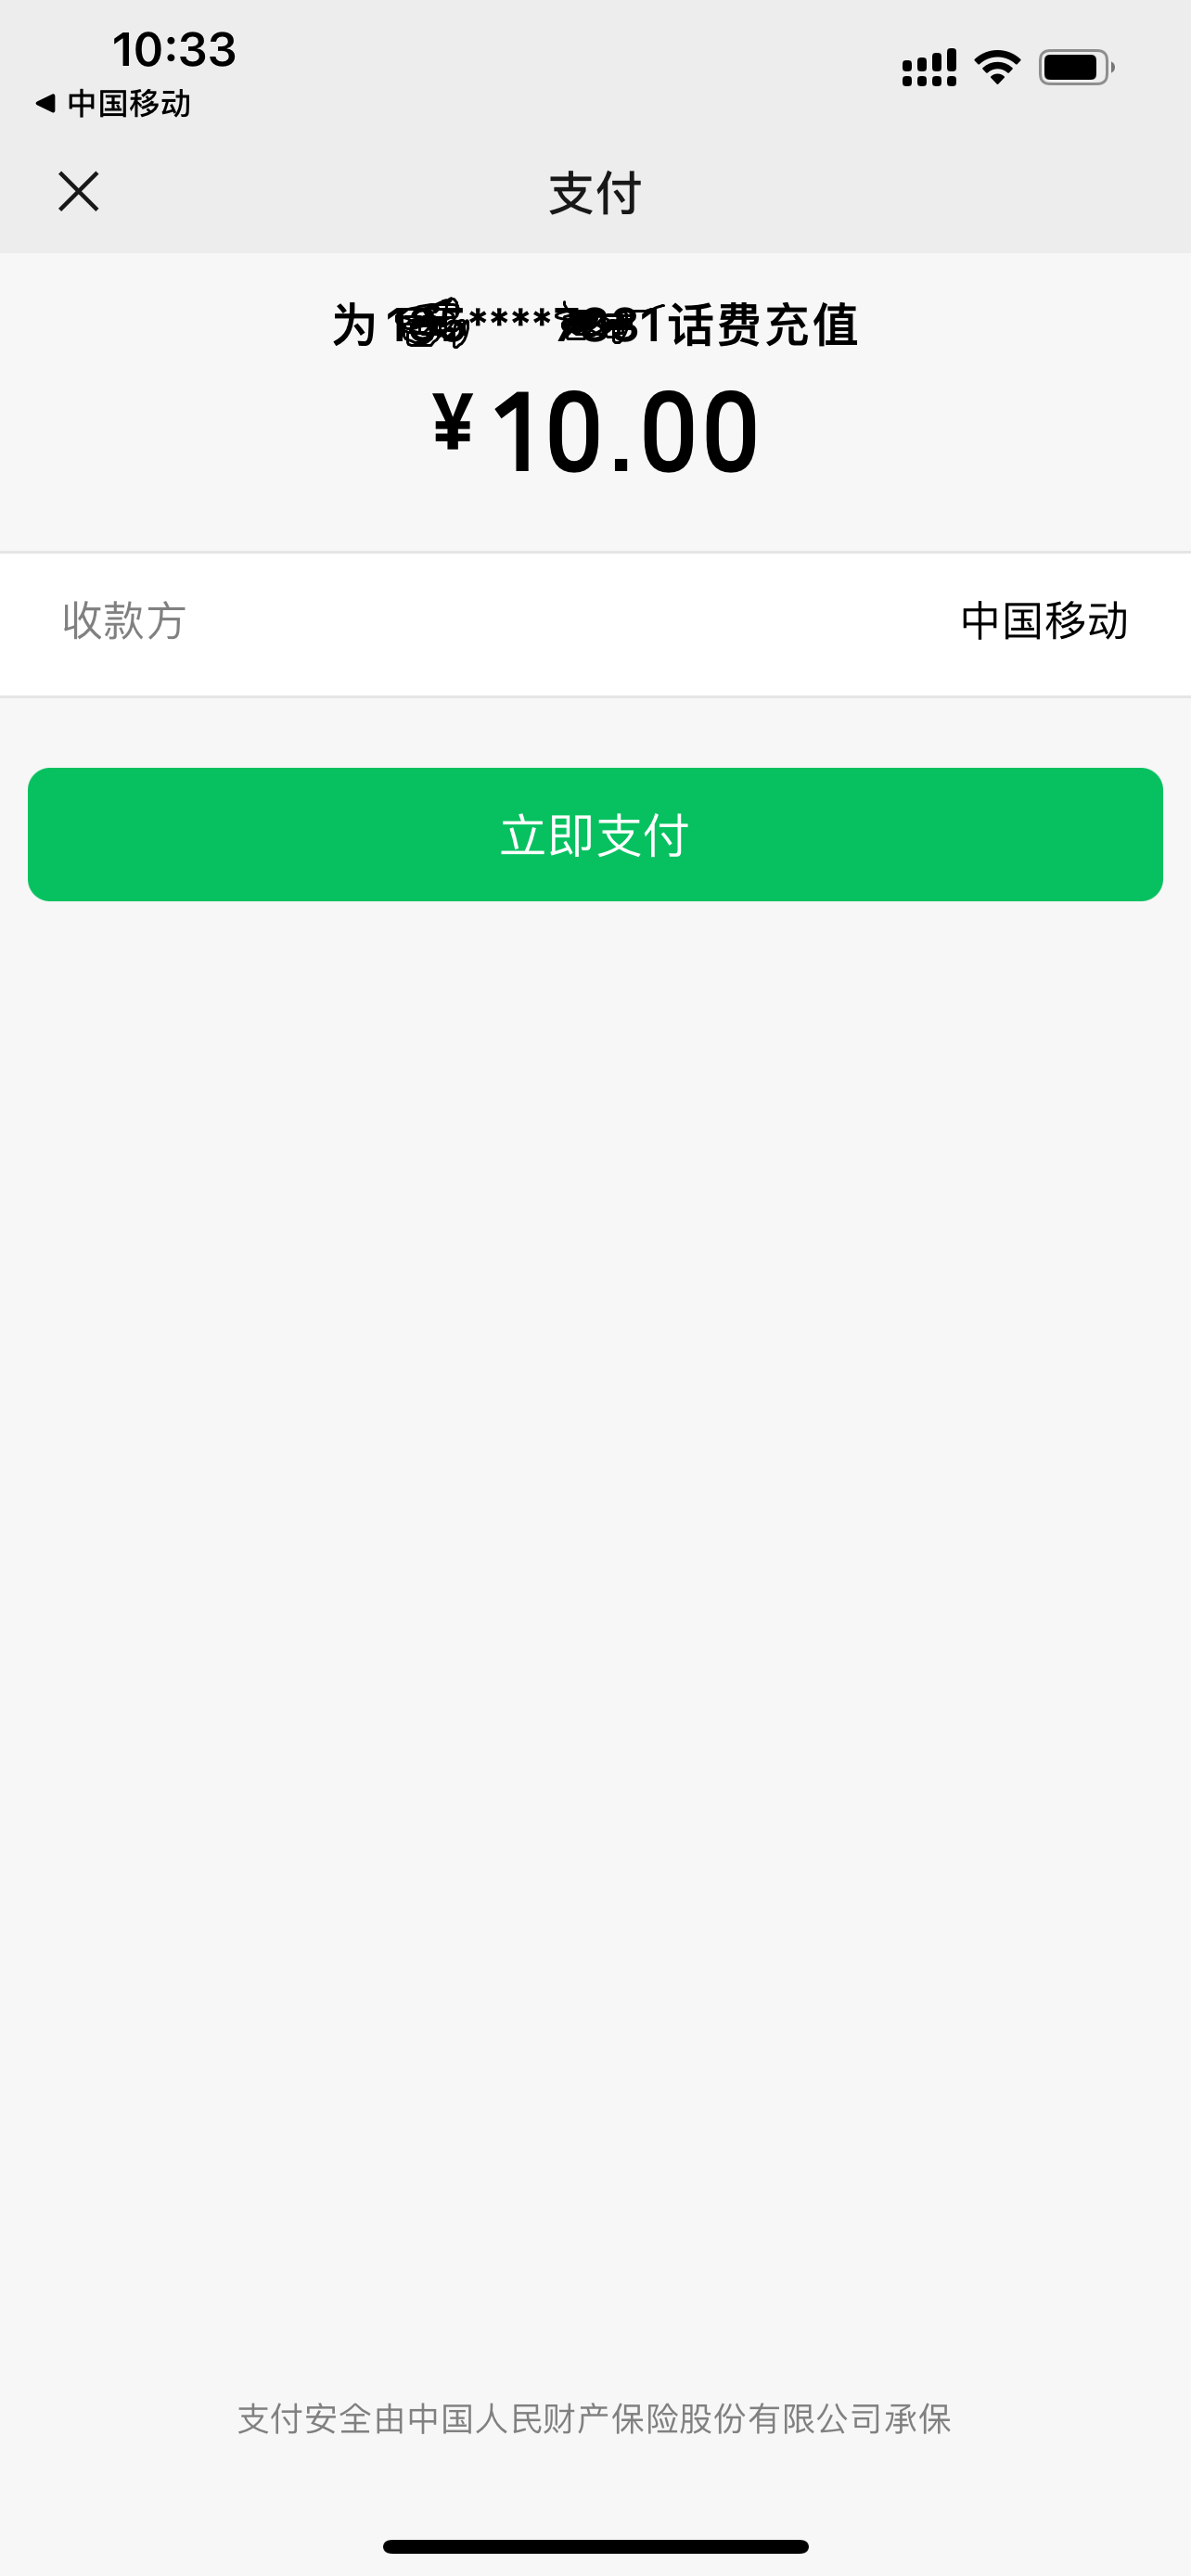 10:33
中国移动
支付
为****话费充值
¥10.00
收款方 中国移动
立即支付
支付安全由中国人民财产保险股份有限公司承保